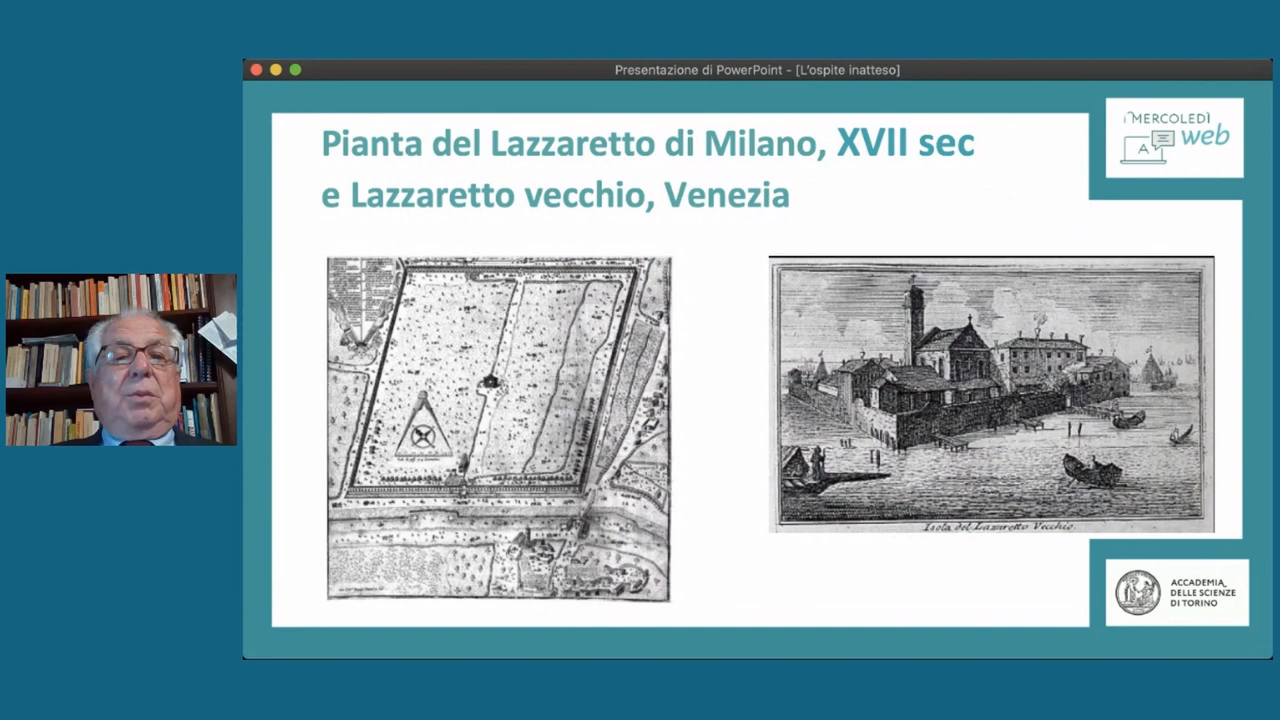 Presentazione di PowerPoint - [L'ospite inatteso]
Pianta del Lazzaretto di Milano, XVII sec
e Lazzaretto vecchio, Venezia
I MERCOLEDÌ
web
A
Isola del Lazaretto Vecchio.
ACCADEMIA
DELLE SCIENZE
DI TORINO